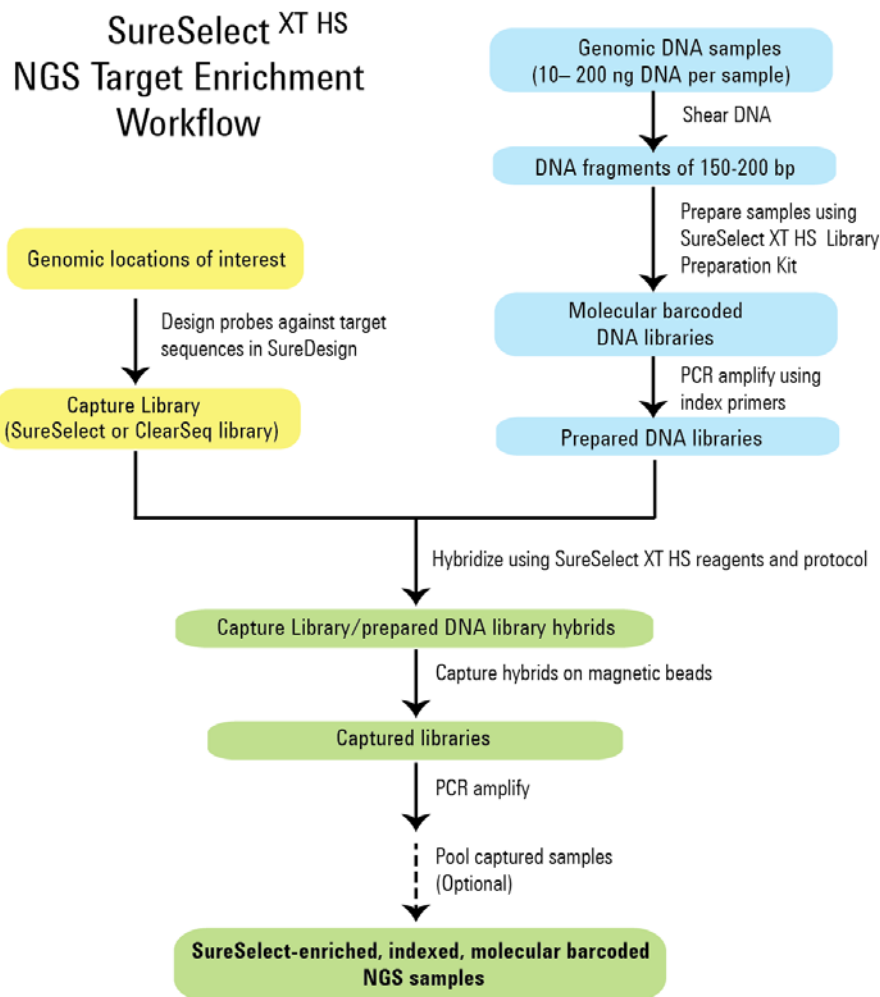 SureSelect XT HS
NGS Target Enrichment
Workflow
Genomic DNA samples
(10– 200 ng DNA per sample)
Shear DNA
DNA fragments of 150-200 bp
Prepare samples using
SureSelect XT HS Library
Preparation Kit
Molecular barcoded
DNA libraries
PCR amplify using
index primers
Prepared DNA libraries
Genomic locations of interest
Design probes against target
sequences in SureDesign
Capture Library
(SureSelect or ClearSeq library)
Hybridize using SureSelect XT HS reagents and protocol
Capture Library/prepared DNA library hybrids
Capture hybrids on magnetic beads
Captured libraries
PCR amplify
Pool captured samples
(Optional)
SureSelect-enriched, indexed, molecular barcoded
NGS samples